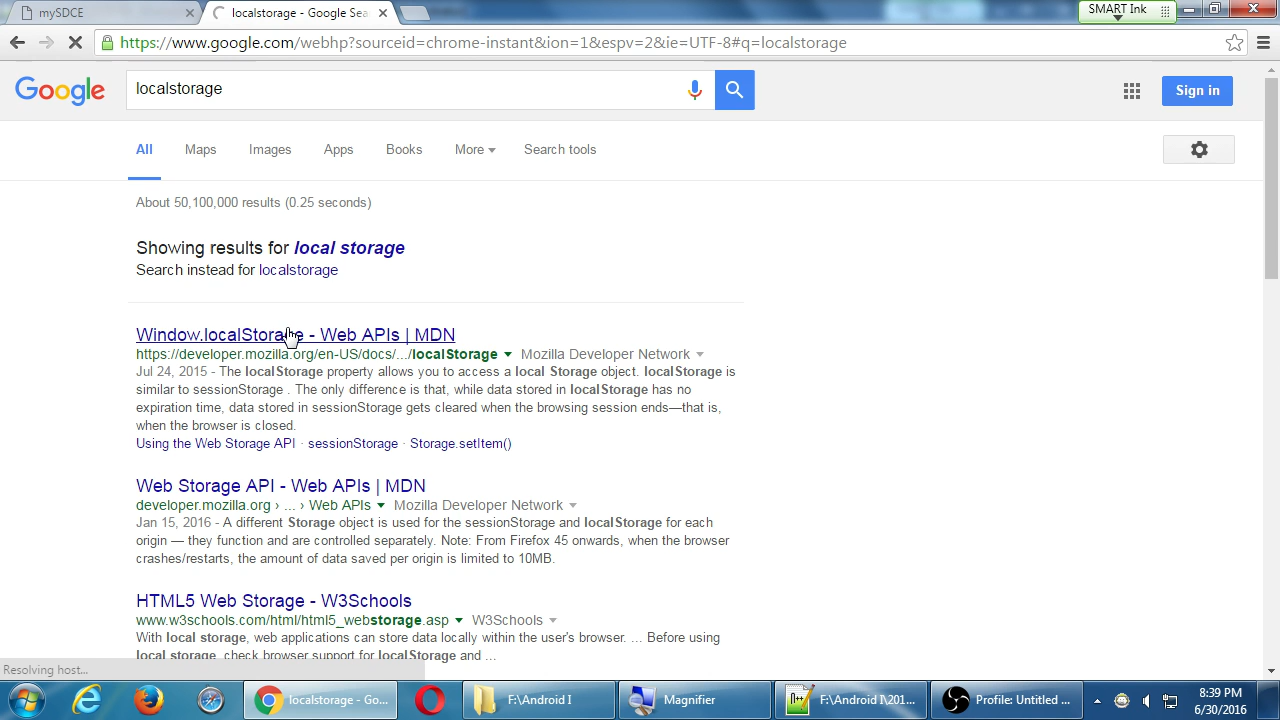 mySDCE
localstorage - Google Sea
SMART Ink
https://www.google.com/webhp?sourceid=chrome-instant&ion=1&espv=2&ie=UTF-8#q=localstorage
Google
localstorage
Sign in
All Maps Images Apps Books More Search tools
About 50,100,000 results (0.25 seconds)
Showing results for local storage
Search instead for localstorage
Window.localStorage - Web APIs | MDN
https://developer.mozilla.org/en-US/docs/.../localStorage Mozilla Developer Network
Jul 24, 2015 - The localStorage property allows you to access a local Storage object. localStorage is
similar to sessionStorage . The only difference is that, while data stored in localStorage has no
expiration time, data stored in sessionStorage gets cleared when the browsing session ends—that is,
when the browser is closed.
Using the Web Storage API · sessionStorage · Storage.setItem()
Web Storage API - Web APIs | MDN
developer.mozilla.org › ... › Web APIs Mozilla Developer Network
Jan 15, 2016 - A different Storage object is used for the sessionStorage and localStorage for each
origin — they function and are controlled separately. Note: From Firefox 45 onwards, when the browser
crashes/restarts, the amount of data saved per origin is limited to 10MB.
HTML5 Web Storage - W3Schools
www.w3schools.com/html/html5_webstorage.asp W3Schools
With local storage, web applications can store data locally within the user's browser. ... Before using
local storage, check browser support for localStorage and ...
Resolving host...
localstorage - Go...
F:\Android I
Magnifier
F:\Android I\201...
Profile: Untitled ...
8:39 PM
6/30/2016